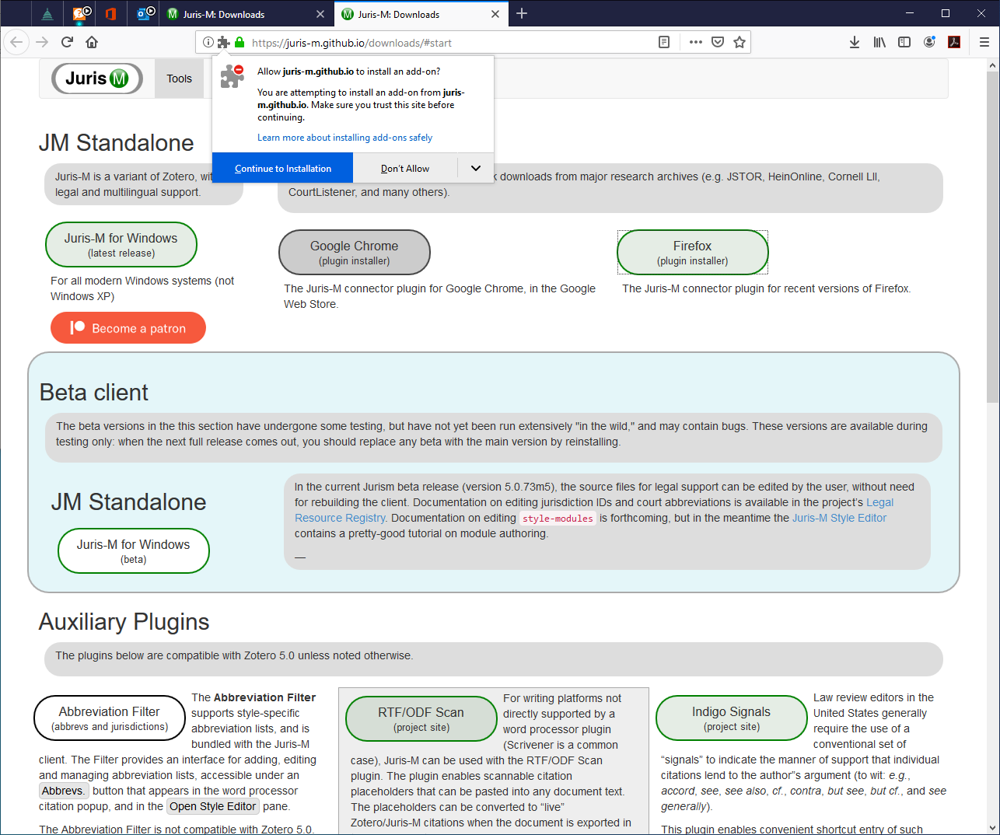 Juris-M: Downloads
Juris-M: Downloads
https://juris-m.github.io/downloads/#start
Juris M
Tools
Allow juris-m.github.io to install an add-on?
You are attempting to install an add-on from juris-
m.github.io. Make sure you trust this site before
continuing.
Learn more about installing add-ons safely
Continue to Installation
Don't Allow
JM Standalone
Juris-M is a variant of Zotero, wit
legal and multilingual support.
k downloads from major research archives (e.g. JSTOR, HeinOnline, Cornell LII,
CourtListener, and many others).
Juris-M for Windows
(latest release)
For all modern Windows systems (not
Windows XP)
Become a patron
Google Chrome
(plugin installer)
The Juris-M connector plugin for Google Chrome, in the Google
Web Store.
Firefox
(plugin installer)
The Juris-M connector plugin for recent versions of Firefox.
Beta client
The beta versions in the this section have undergone some testing, but have not yet been run extensively "in the wild," and may contain bugs. These versions are available during
testing only: when the next full release comes out, you should replace any beta with the main version by reinstalling.
JM Standalone
Juris-M for Windows
(beta)
In the current Jurism beta release (version 5.0.73m5), the source files for legal support can be edited by the user, without need
for rebuilding the client. Documentation on editing jurisdiction IDs and court abbreviations is available in the project's Legal
Resource Registry. Documentation on editing style-modules is forthcoming, but in the meantime the Juris-M Style Editor
contains a pretty-good tutorial on module authoring.
—
Auxiliary Plugins
The plugins below are compatible with Zotero 5.0 unless noted otherwise.
Abbreviation Filter
(abbrevs and jurisdictions)
The Abbreviation Filter
supports style-specific
abbreviation lists, and is
bundled with the Juris-M
client. The Filter provides an interface for adding, editing
and managing abbreviation lists, accessible under an
Abbrevs. button that appears in the word processor
citation popup, and in the Open Style Editor pane.
The Abbreviation Filter is not compatible with Zotero 5.0.
RTF/ODF Scan
(project site)
For writing platforms not
directly supported by a
word processor plugin
(Scrivener is a common
case), Juris-M can be used with the RTF/ODF Scan
plugin. The plugin enables scannable citation
placeholders that can be pasted into any document text.
The placeholders can be converted to “live”
Zotero/Juris-M citations when the document is exported in
Indigo Signals
(project site)
Law review editors in the
United States generally
require the use of a
conventional set of
“signals” to indicate the manner of support that individual
citations lend to the author"s argument (to wit: e.g.,
accord, see, see also, cf., contra, but see, but cf., and see
generally).
This plugin enables convenient shortcut entry of such